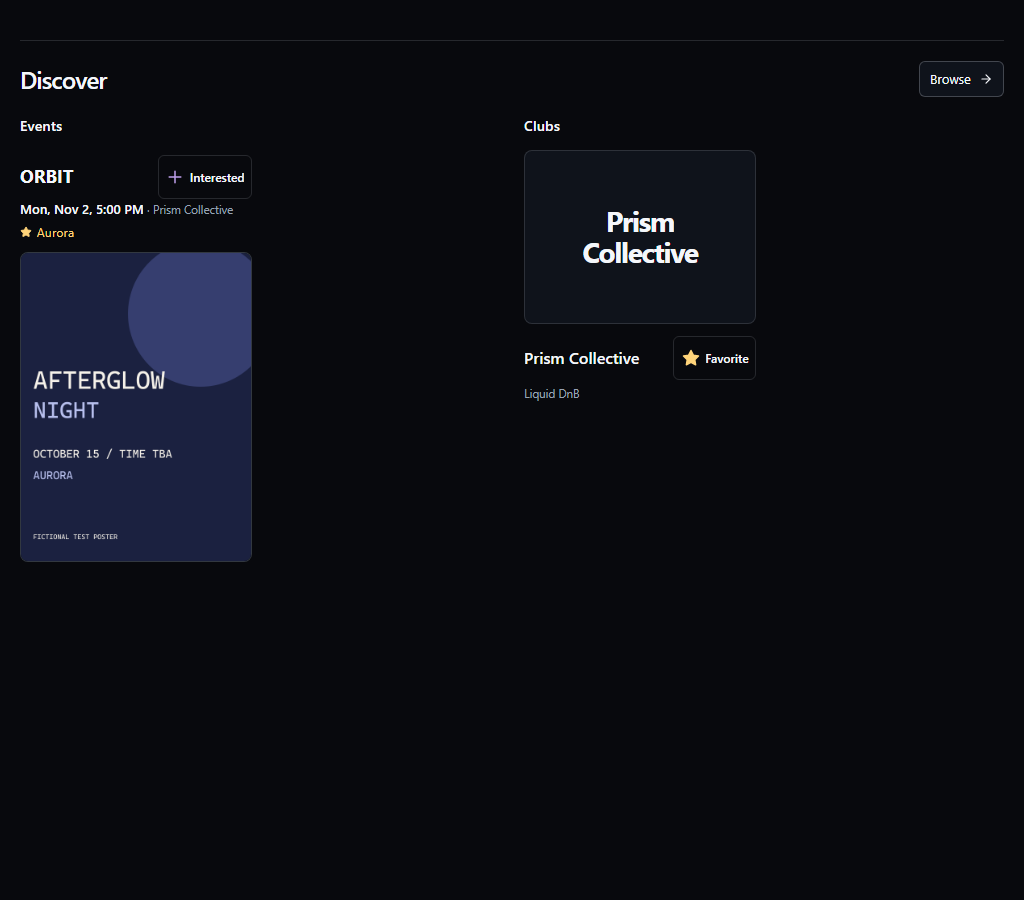 Discover
Browse
Events
ORBIT
Interested
Mon, Nov 2, 5:00 PM · Prism Collective
Aurora
AFTERGLOW
NIGHT
OCTOBER 15 / TIME TBA
AURORA
FICTIONAL TEST POSTER
Clubs
Prism
Collective
Prism Collective
Favorite
Liquid DnB